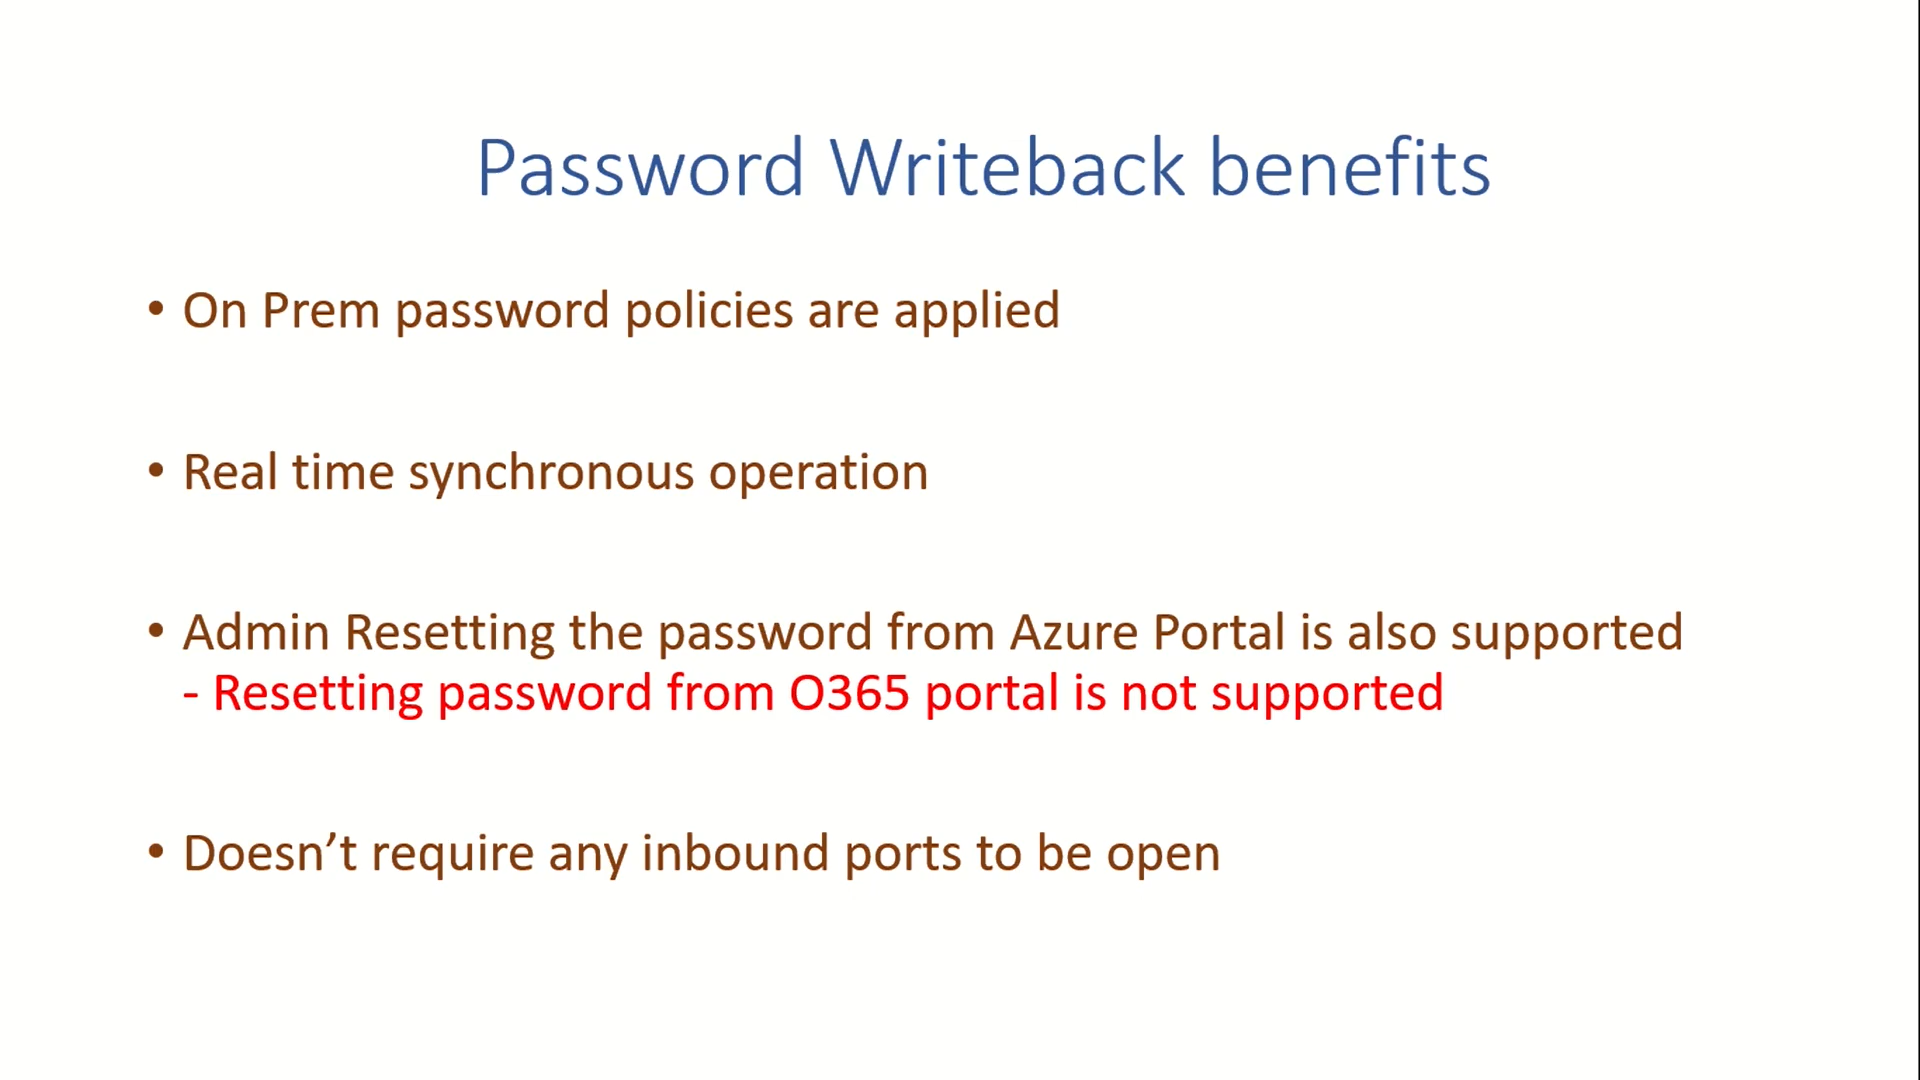 Password Writeback benefits
• On Prem password policies are applied
• Real time synchronous operation
• Admin Resetting the password from Azure Portal is also supported
- Resetting password from O365 portal is not supported
• Doesn’t require any inbound ports to be open